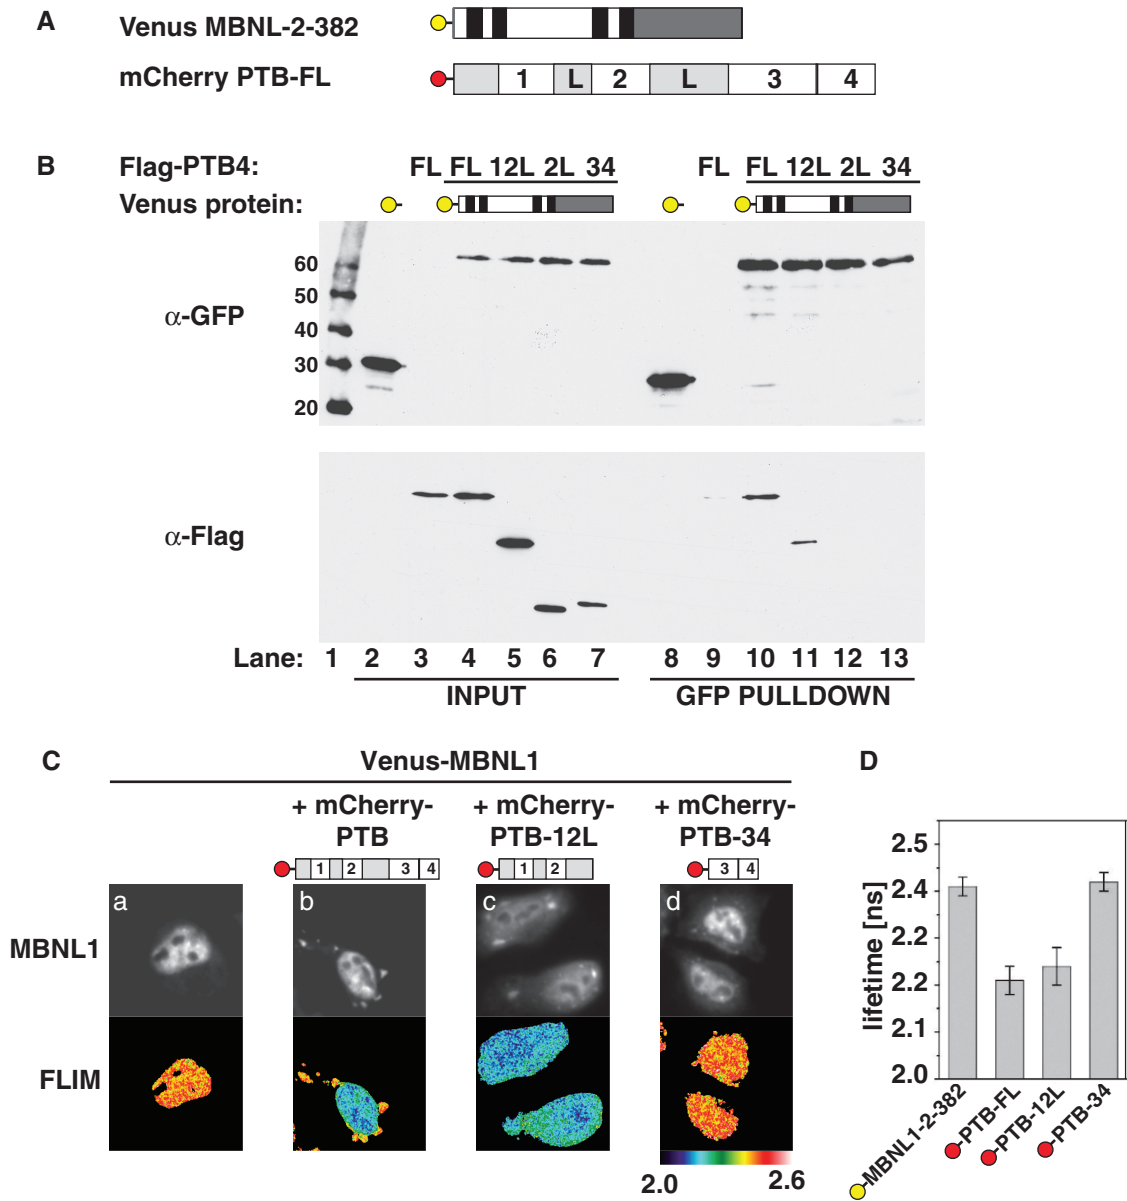 A
Venus MBNL-2-382
mCherry PTB-FL
1 L 2 L 3 4
B
Flag-PTB4: FL FL 12L 2L 34 FL FL 12L 2L 34
Venus protein:
α-GFP
60
50
40
30
20
α-Flag
Lane: 1 2 3 4 5 6 7 8 9 10 11 12 13
INPUT GFP PULLDOWN
C
Venus-MBNL1
+ mCherry-
PTB
+ mCherry-
PTB-12L
+ mCherry-
PTB-34
1 2 3 4
1 2
3 4
a b c d
MBNL1
FLIM
2.0 2.6
D
lifetime [ns]
2.5
2.4
2.2
2.2
2.1
2.0
-MBNL1-2-382
-PTB-FL
-PTB-12L
-PTB-34